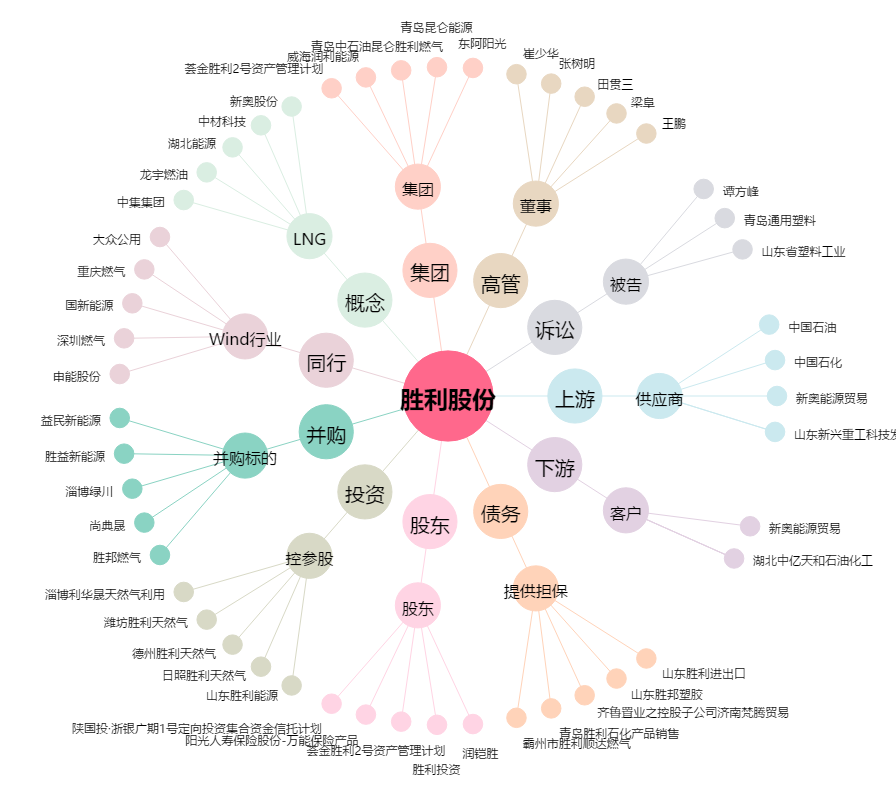 青岛昆仑能源
青岛中石油昆仑胜利燃气
东阿阳光
威海润利能源
荟金胜利2号资产管理计划
崔少华
张树明
田贯三
梁阜
王鹏
新奥股份
中材科技
湖北能源
龙宇燃油
中集集团
集团
董事
谭方峰
青岛通用塑料
山东省塑料工业
LNG
集团
高管
被告
大众公用
重庆燃气
国新能源
深圳燃气
申能股份
Wind行业
概念
诉讼
同行
中国石油
中国石化
新奥能源贸易
山东新兴重工科技发
胜利股份
上游
供应商
益民新能源
胜益新能源
淄博绿川
尚典晟
胜邦燃气
并购标的
并购
下游
投资
股东
债务
客户
新奥能源贸易
湖北中亿天和石油化工
控参股
淄博利华晟天然气利用
潍坊胜利天然气
德州胜利天然气
日照胜利天然气
山东胜利能源
股东
提供担保
山东胜利进出口
山东胜邦塑胶
齐鲁置业之控股子公司济南梵腾贸易
青岛胜利石化产品销售
霸州市胜利顺达燃气
陕国投·浙银广期1号定向投资集合资金信托计划
阳光人寿保险股份-万能保险产品
荟金胜利2号资产管理计划
胜利投资
润铠胜